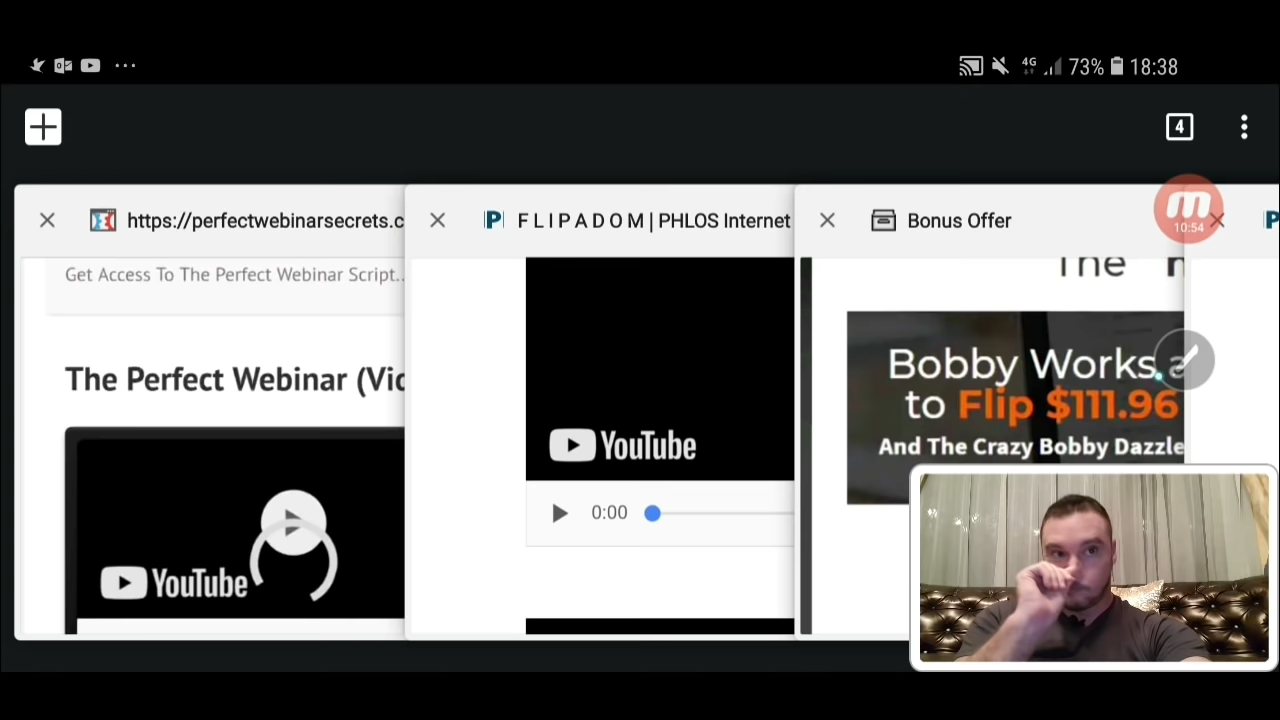 4G 73% 18:38
4
https://perfectwebinarsecrets.c
F L I P A D O M | PHLOS Internet
Bonus Offer
10:54
Get Access To The Perfect Webinar Script..
The Perfect Webinar (Vid
YouTube
YouTube
0:00
The
Bobby Works a
to Flip $111.96
And The Crazy Bobby Dazzle